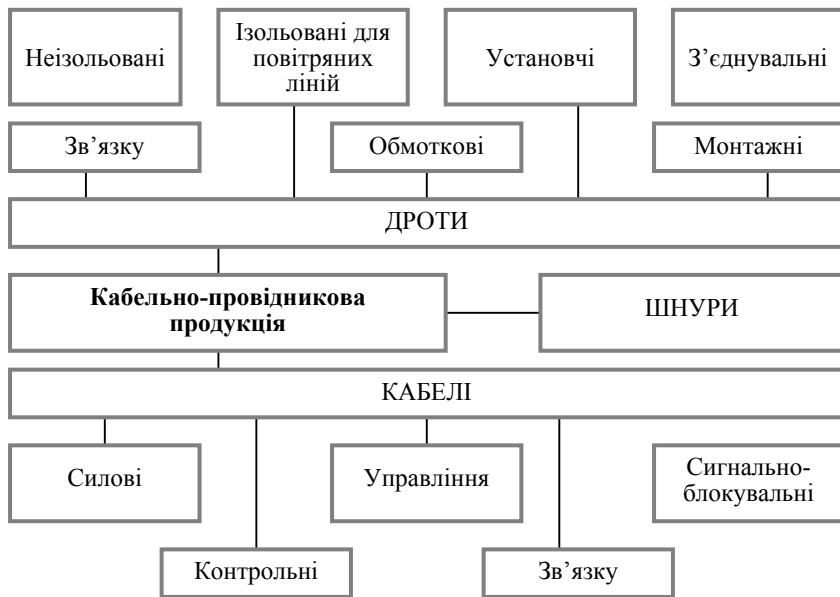 Неізольовані
Ізольовані для
повітряних
ліній
Установчі
З’єднувальні
Зв’язку
Обмоткові
Монтажні
ДРОТИ
Кабельно-провідникова
продукція
ШНУРИ
КАБЕЛІ
Силові
Управління
Сигнально-
блокувальні
Контрольні
Зв’язку